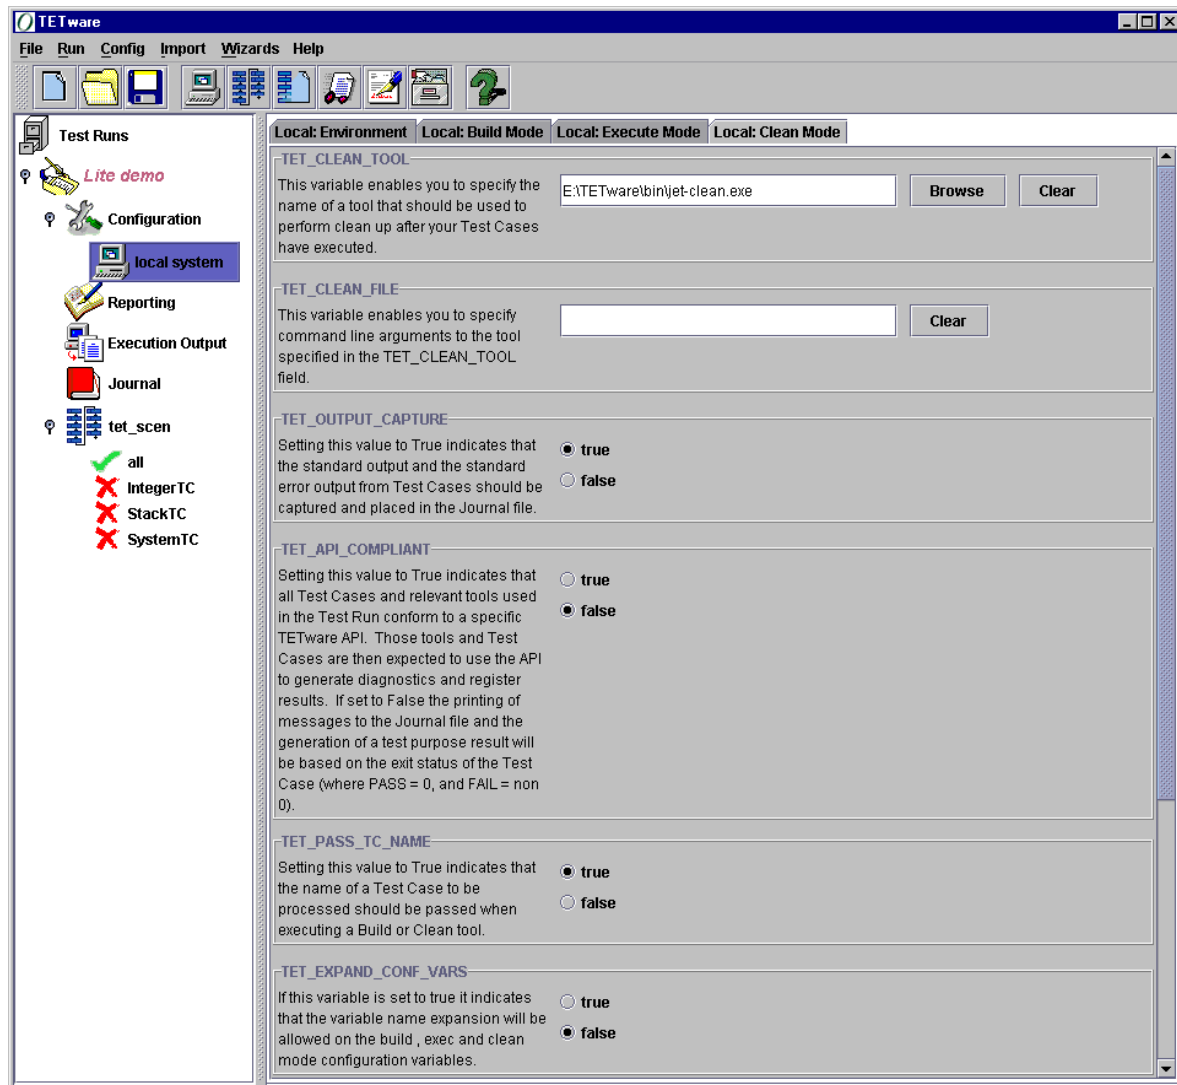 TETware
File Run Config Import Wizards Help
Test Runs
Lite demo
Configuration
local system
Reporting
Execution Output
Journal
tet_scen
all
IntegerTC
StackTC
SystemTC
Local: Environment Local: Build Mode Local: Execute Mode Local: Clean Mode
TET_CLEAN_TOOL
This variable enables you to specify the
name of a tool that should be used to
perform clean up after your Test Cases
have executed.
E:\TETware\bin\jet-clean.exe
Browse Clear
TET_CLEAN_FILE
This variable enables you to specify
command line arguments to the tool
specified in the TET_CLEAN_TOOL
field.
Clear
TET_OUTPUT_CAPTURE
Setting this value to True indicates that
the standard output and the standard
error output from Test Cases should be
captured and placed in the Journal file.
true
false
TET_API_COMPLIANT
Setting this value to True indicates that
all Test Cases and relevant tools used
in the Test Run conform to a specific
TETware API. Those tools and Test
Cases are then expected to use the API
to generate diagnostics and register
results. If set to False the printing of
messages to the Journal file and the
generation of a test purpose result will
be based on the exit status of the Test
Case (where PASS = 0, and FAIL = non
0).
true
false
TET_PASS_TC_NAME
Setting this value to True indicates that
the name of a Test Case to be
processed should be passed when
executing a Build or Clean tool.
true
false
TET_EXPAND_CONF_VARS
If this variable is set to true it indicates
that the variable name expansion will be
allowed on the build , exec and clean
mode configuration variables.
true
false